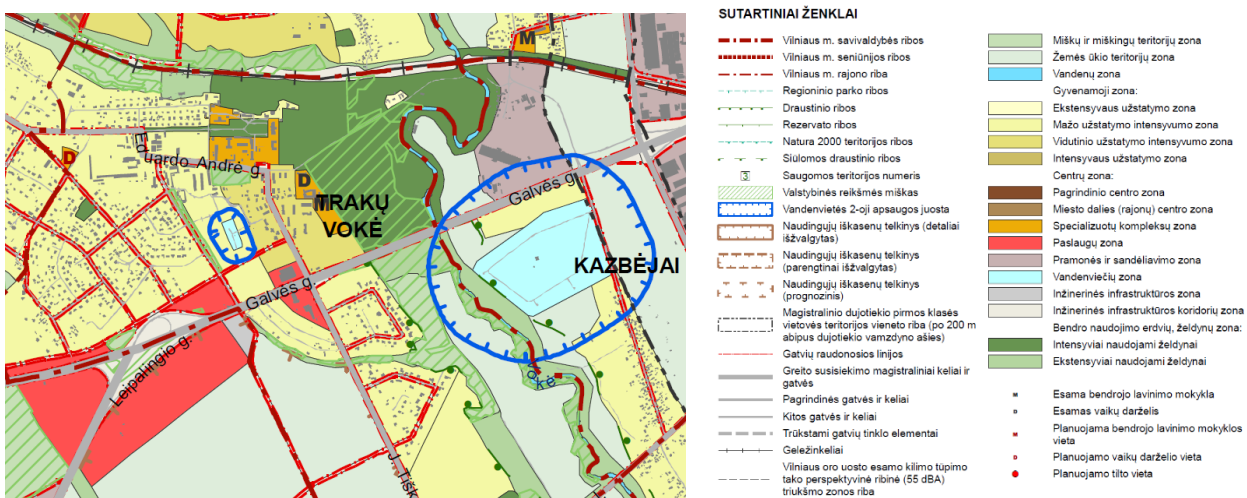 M
D
Eduardo Andrė g.
D
TRAKŲ
VOKĖ
Galvės g.
KAZBĖJAI
Galvės g.
Leiparingio g.
Vokė
J. Tišk
SUTARTINIAI ŽENKLAI
Vilniaus m. savivaldybės ribos
Vilniaus m. seniūnijos ribos
Vilniaus m. rajono riba
Regioninio parko ribos
Draustinio ribos
Rezervato ribos
Natura 2000 teritorijos ribos
Siūlomos draustinio ribos
3 Saugomos teritorijos numeris
Valstybinės reikšmės miškas
Vandenvietės 2-oji apsaugos juosta
Naudingųjų iškasenų telkinys (detaliai
išžvalgytas)
Naudingųjų iškasenų telkinys
(parengtinai išžvalgytas)
Naudingųjų iškasenų telkinys
(prognozinis)
Magistralinio dujotiekio pirmos klasės
vietovės teritorijos vieneto riba (po 200 m
abipus dujotiekio vamzdyno ašies)
Gatvių raudonosios linijos
Greito susisiekimo magistraliniai keliai ir
gatvės
Pagrindinės gatvės ir keliai
Kitos gatvės ir keliai
Trūkstami gatvių tinklo elementai
Geležinkeliai
Vilniaus oro uosto esamo kilimo tūpimo
tako perspektyvinė ribinė (55 dBA)
triukšmo zonos riba
Miškų ir miškingų teritorijų zona
Žemės ūkio teritorijų zona
Vandenų zona
Gyvenamoji zona:
Ekstensyvaus užstatymo zona
Mažo užstatymo intensyvumo zona
Vidutinio užstatymo intensyvumo zona
Intensyvaus užstatymo zona
Centrų zona:
Pagrindinio centro zona
Miesto dalies (rajonų) centro zona
Specializuotų kompleksų zona
Paslaugų zona
Pramonės ir sandėliavimo zona
Vandenviečių zona
Inžinerinės infrastruktūros zona
Inžinerinės infrastruktūros koridorių zona
Bendro naudojimo erdvių, želdynų zona:
Intensyviai naudojami želdynai
Ekstensyviai naudojami želdynai
M Esama bendrojo lavinimo mokykla
D Esamas vaikų darželis
M Planuojama bendrojo lavinimo mokyklos
vieta
D Planuojamo vaikų darželio vieta
Planuojamo tilto vieta